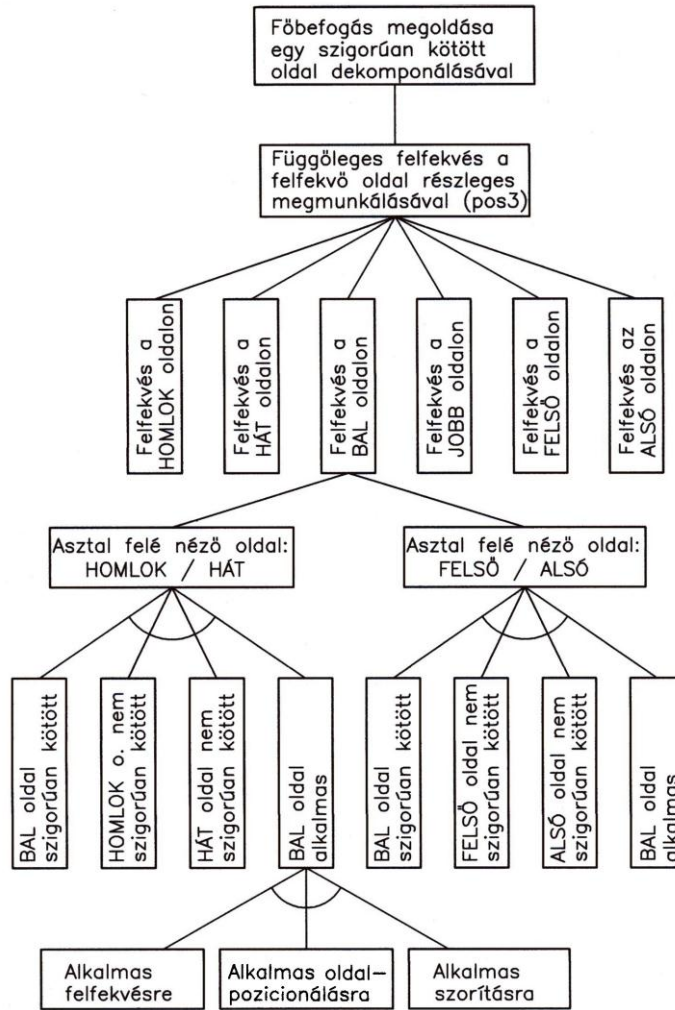 Főbefogás megoldása
egy szigorúan kötött
oldal dekomponálásával
Függőleges felfekvés a
felfekvő oldal részleges
megmunkálásával (pos3)
Felfekvés a
HOMLOK oldalon
Felfekvés a
HÁT oldalon
Felfekvés a
BAL oldalon
Felfekvés a
JOBB oldalon
Felfekvés a
FELSŐ oldalon
Felfekvés az
ALSÓ oldalon
Asztal felé néző oldal:
HOMLOK / HÁT
Asztal felé néző oldal:
FELSŐ / ALSÓ
BAL oldal
szigorúan kötött
HOMLOK o. nem
szigorúan kötött
HÁT oldal nem
szigorúan kötött
BAL oldal
alkalmas
BAL oldal
szigorúan kötött
FELSŐ oldal nem
szigorúan kötött
ALSÓ oldal nem
szigorúan kötött
BAL oldal
alkalmas
Alkalmas
felfekvésre
Alkalmas oldal-
pozicionálásra
Alkalmas
szorításra